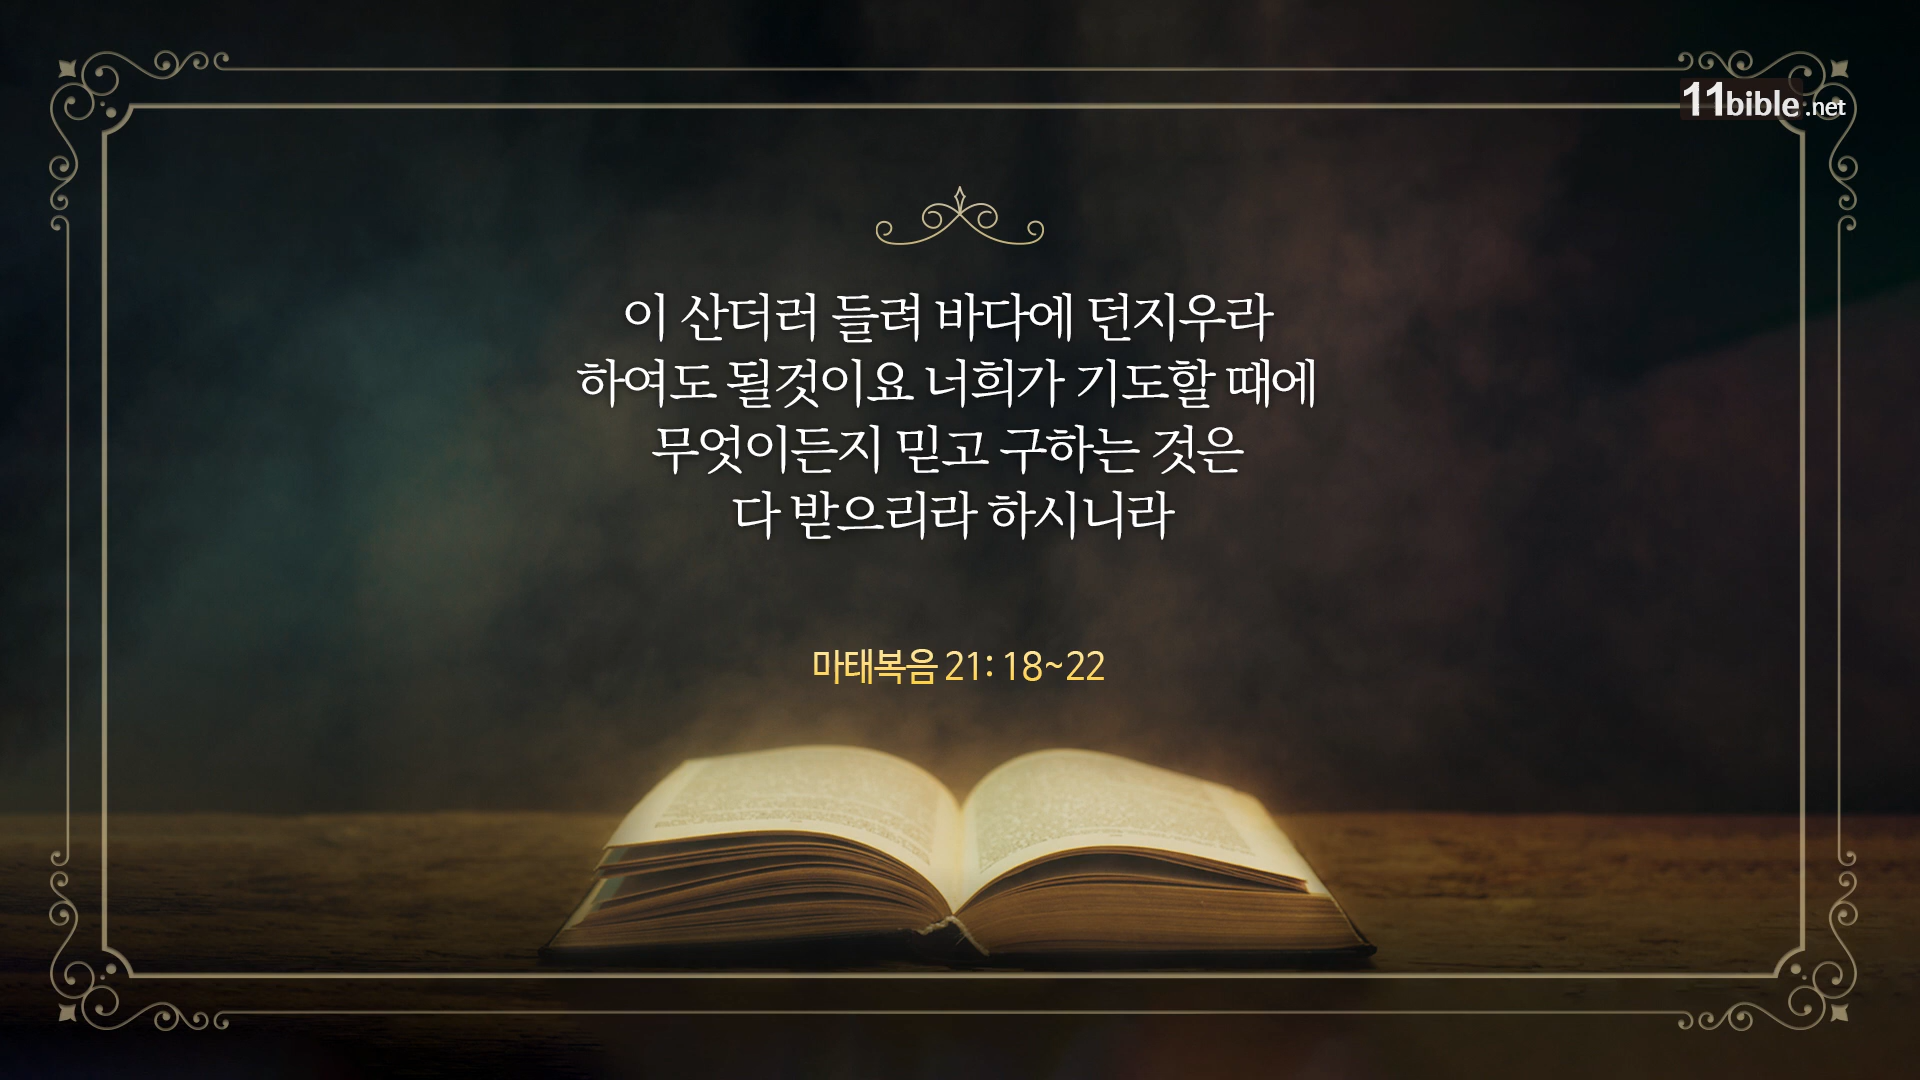 11bible.net
이 산더러 들려 바다에 던지우라
하여도 될것이요 너희가 기도할 때에
무엇이든지 믿고 구하는 것은
다 받으리라 하시니라
마태복음 21: 18~22